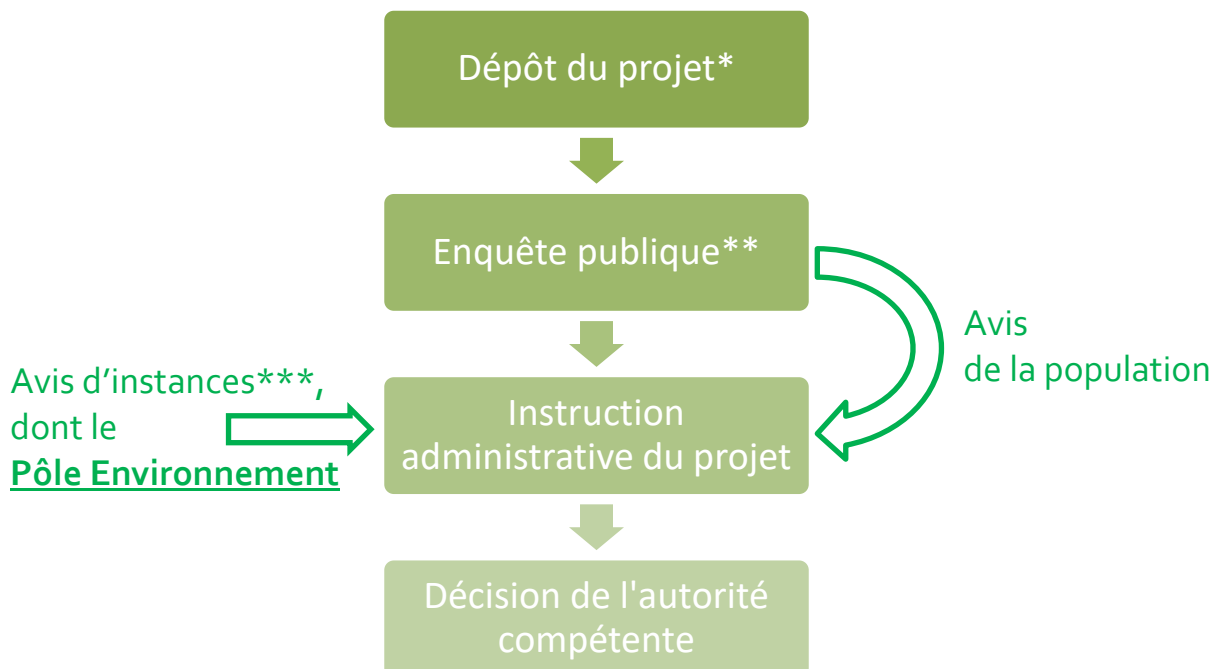 Dépôt du projet*
Enquête publique**
Avis
de la population
Avis d’instances***,
dont le
Pôle Environnement
Instruction
administrative du projet
Décision de l'autorité
compétente